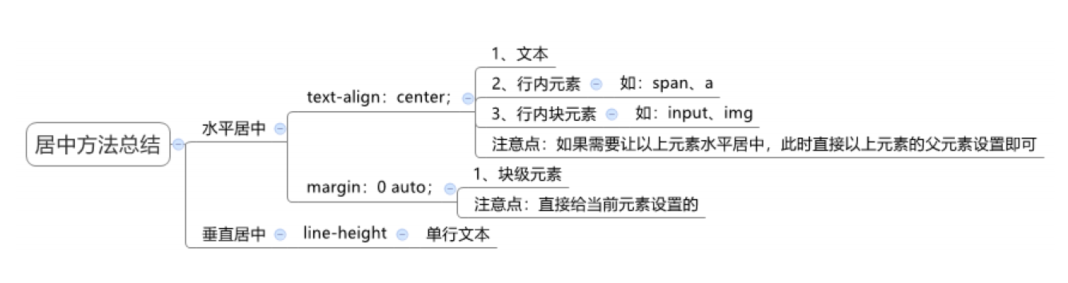 居中方法总结
水平居中
text-align：center；
1、文本
2、行内元素
如：span、a
3、行内块元素
如：input、img
注意点：如果需要让以上元素水平居中，此时直接以上元素的父元素设置即可
margin：0 auto；
1、块级元素
注意点：直接给当前元素设置的
垂直居中
line-height
单行文本